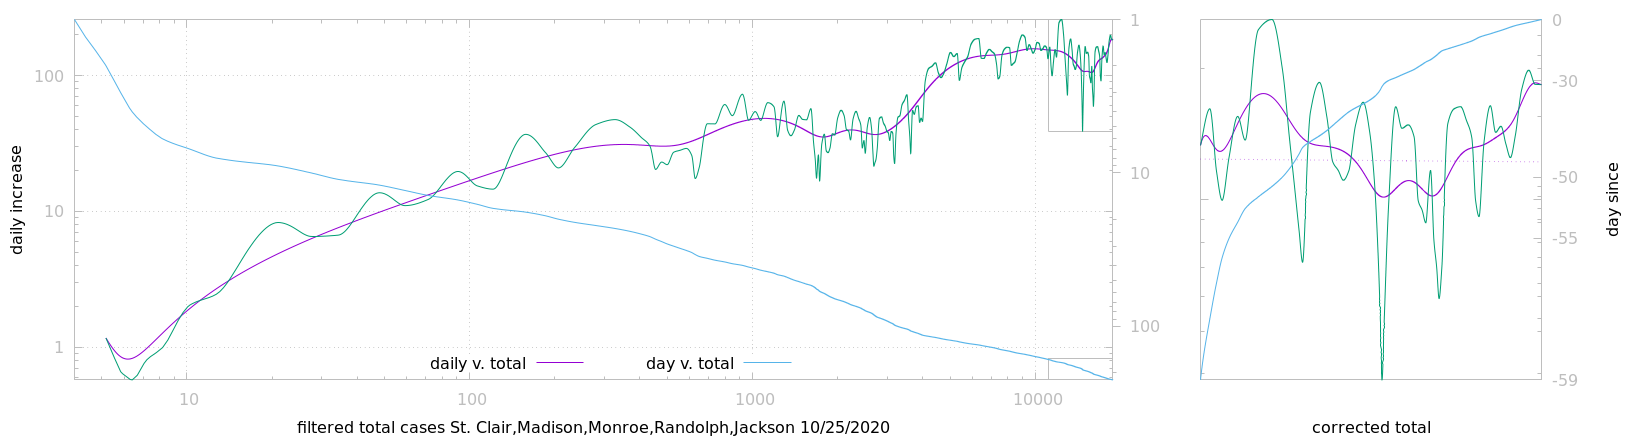 daily increase
100
10
1
1
10
100
daily v. total
day v. total
10
100
1000
10000
filtered total cases St. Clair,Madison,Monroe,Randolph,Jackson 10/25/2020
0
-30
-50
-55
-59
day since
corrected total